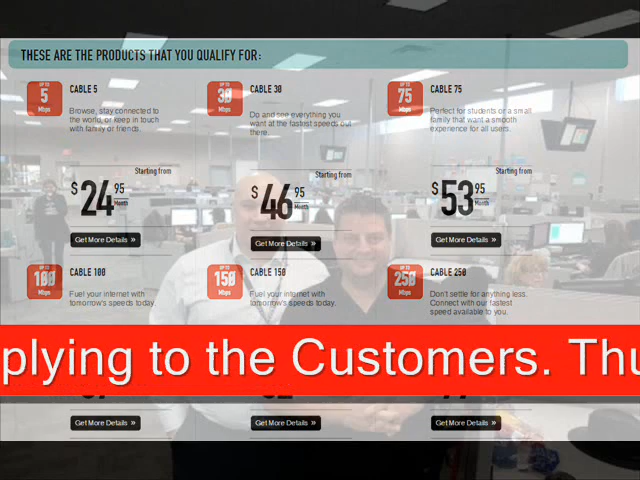 THESE ARE THE PRODUCTS THAT YOU QUALIFY FOR:
UP TO
5
Mbps
CABLE 5
Browse, stay connected to
the world, or keep in touch
with family or friends.
Starting from
$24 95
Month
Get More Details »
UP TO
30
Mbps
CABLE 30
Do and see everything you
want at the fastest speeds out
there.
Starting from
$46 95
Month
Get More Details »
UP TO
75
Mbps
CABLE 75
Perfect for students or a small
family that want a smooth
experience for all users.
Starting from
$53 95
Month
Get More Details »
UP TO
100
Mbps
CABLE 100
Fuel your internet with
tomorrow's speeds today.
UP TO
150
Mbps
CABLE 150
Fuel your internet with
tomorrow's speeds today.
UP TO
250
Mbps
CABLE 250
Don't settle for anything less.
Connect with our fastest
speed available to you.
plying to the Customers. Thu
Get More Details »
Get More Details »
Get More Details »